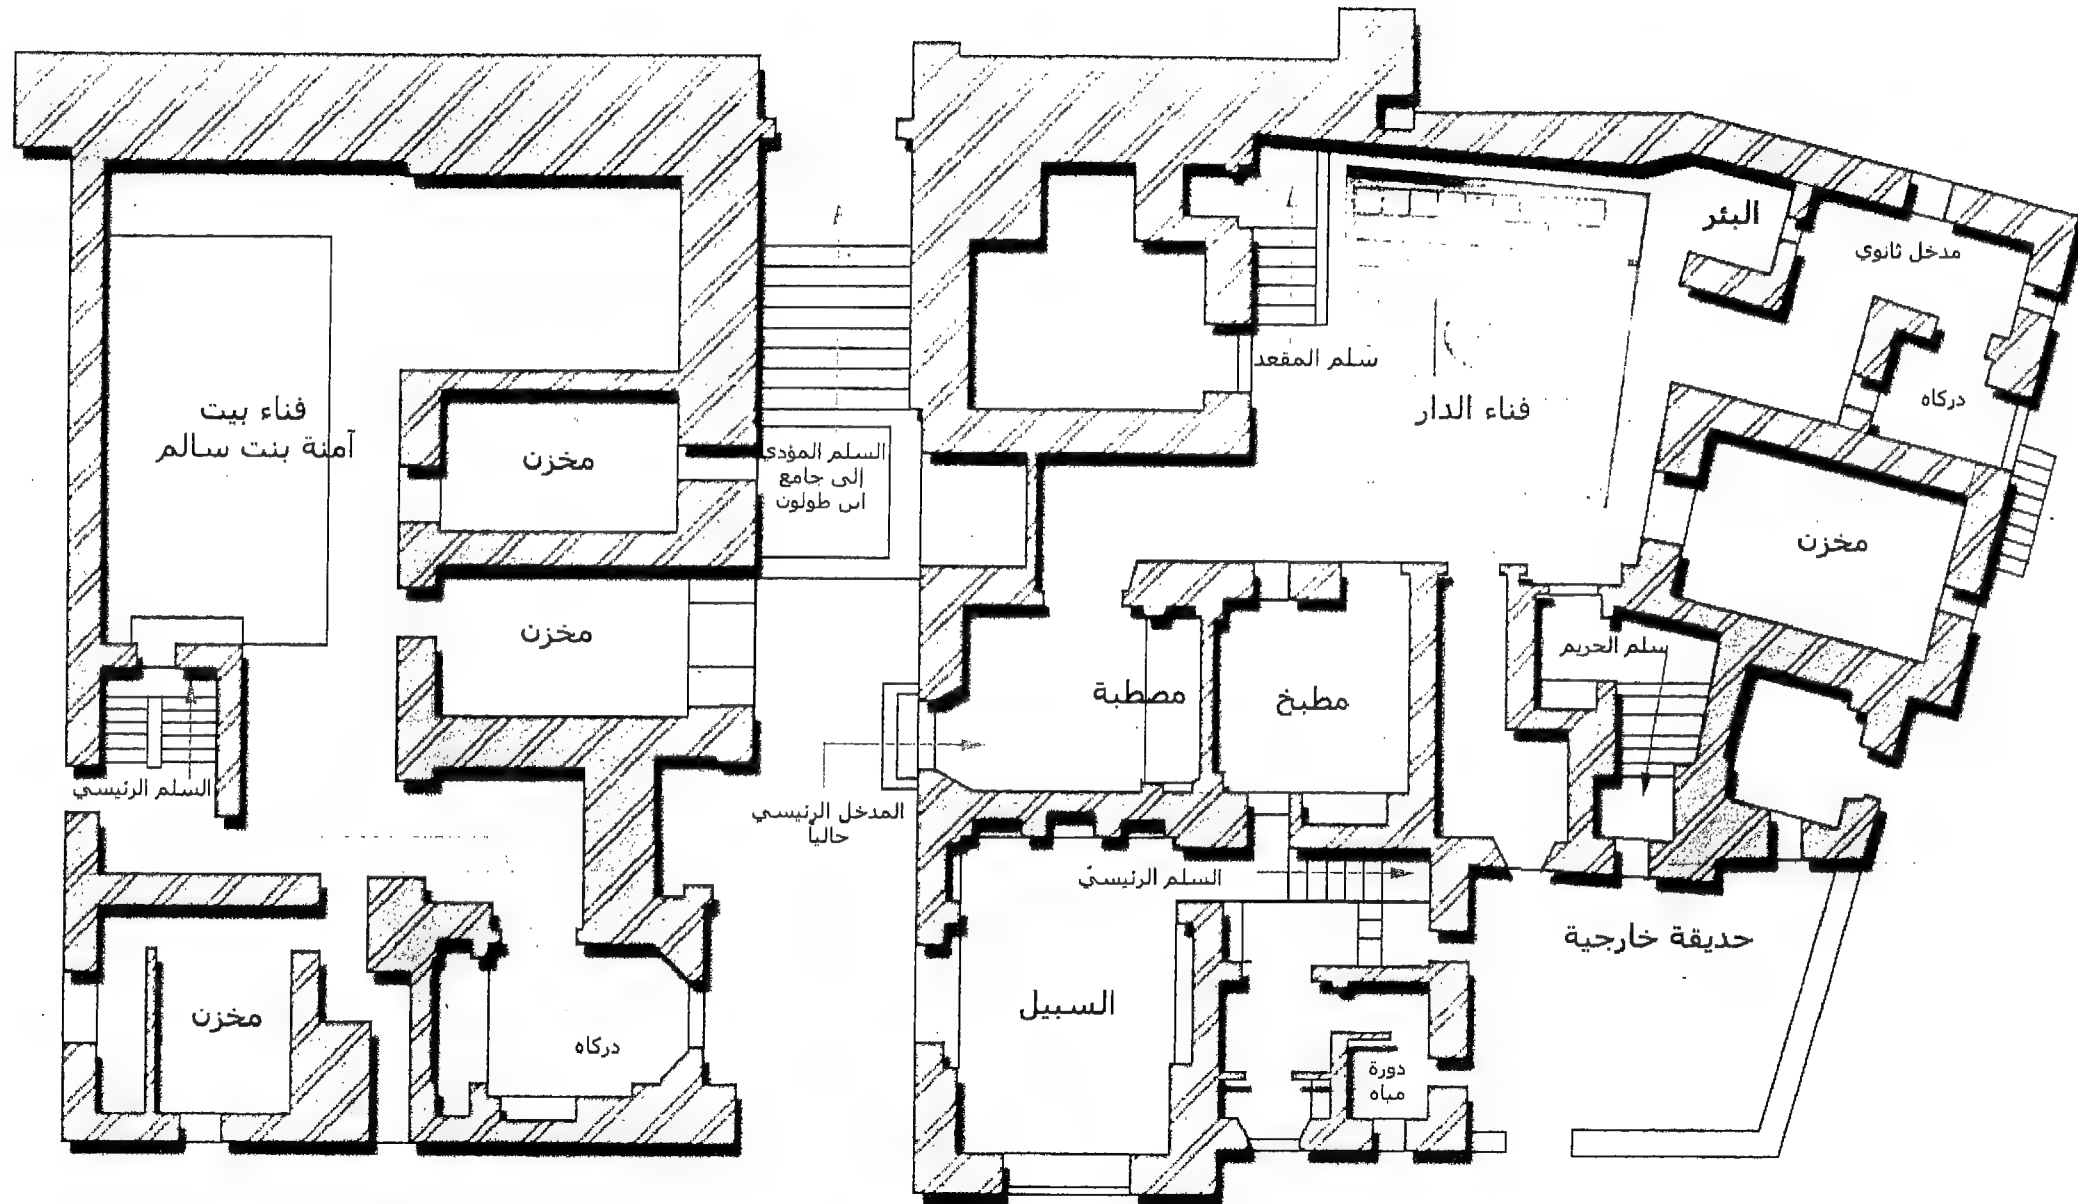 البئر
مدخل ثانوي
دركاه
سلم المقعد
فناء الدار
مخزن
فناء بيت
آمنة بنت سالم
مخزن
السلم المؤدي
إلى جامع
ابن طولون
مخزن
سلم الحريم
مصطبة
مطبخ
السلم الرئيسي
المدخل الرئيسي
حالياً
السلم الرئيسي
حديقة خارجية
السبيل
مخزن
دركاه
دورة
مياه